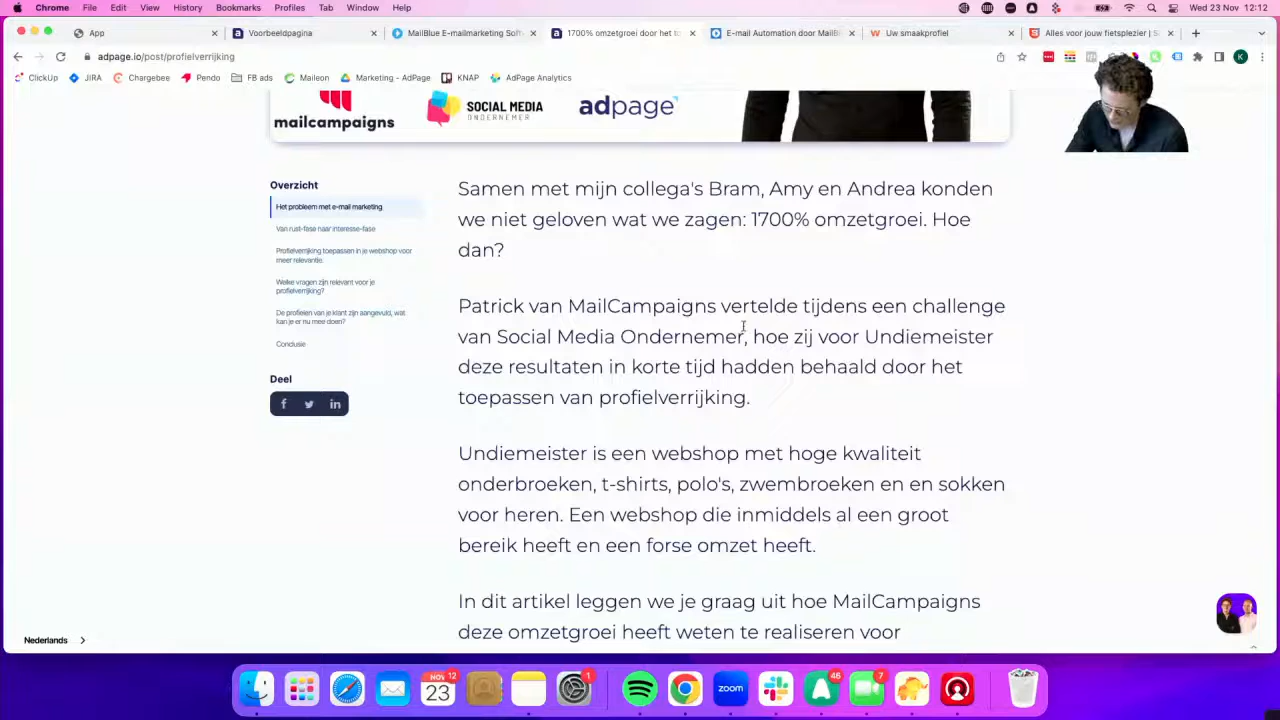 Chrome File Edit View History Bookmarks Profiles Tab Window Help Wed 23 Nov 12:12
App Voorbeeldpagina MailBlue E-mailmarketing Soft 1700% omzetgroei door het to E-mail Automation door MailBl Uw smaakprofiel Alles voor jouw fietsplezier | S
adpage.io/post/profielverrijking K
ClickUp JIRA Chargebee Pendo FB ads Maileon Marketing - AdPage KNAP AdPage Analytics
mailcampaigns SOCIAL MEDIA ONDERNEMER adpage
Overzicht
Het probleem met e-mail marketing
Van rust-fase naar interesse-fase
Profielverrijking toepassen in je webshop voor
meer relevantie.
Welke vragen zijn relevant voor je
profielverrijking?
De profielen van je klant zijn aangevuld, wat
kan je er nu mee doen?
Conclusie
Deel
Samen met mijn collega's Bram, Amy en Andrea konden
we niet geloven wat we zagen: 1700% omzetgroei. Hoe
dan?
Patrick van MailCampaigns vertelde tijdens een challenge
van Social Media Ondernemer, hoe zij voor Undiemeister
deze resultaten in korte tijd hadden behaald door het
toepassen van profielverrijking.
Undiemeister is een webshop met hoge kwaliteit
onderbroeken, t-shirts, polo's, zwembroeken en en sokken
voor heren. Een webshop die inmiddels al een groot
bereik heeft en een forse omzet heeft.
In dit artikel leggen we je graag uit hoe MailCampaigns
deze omzetgroei heeft weten te realiseren voor
Nederlands
NOV 12
23 1 zoom 46 7